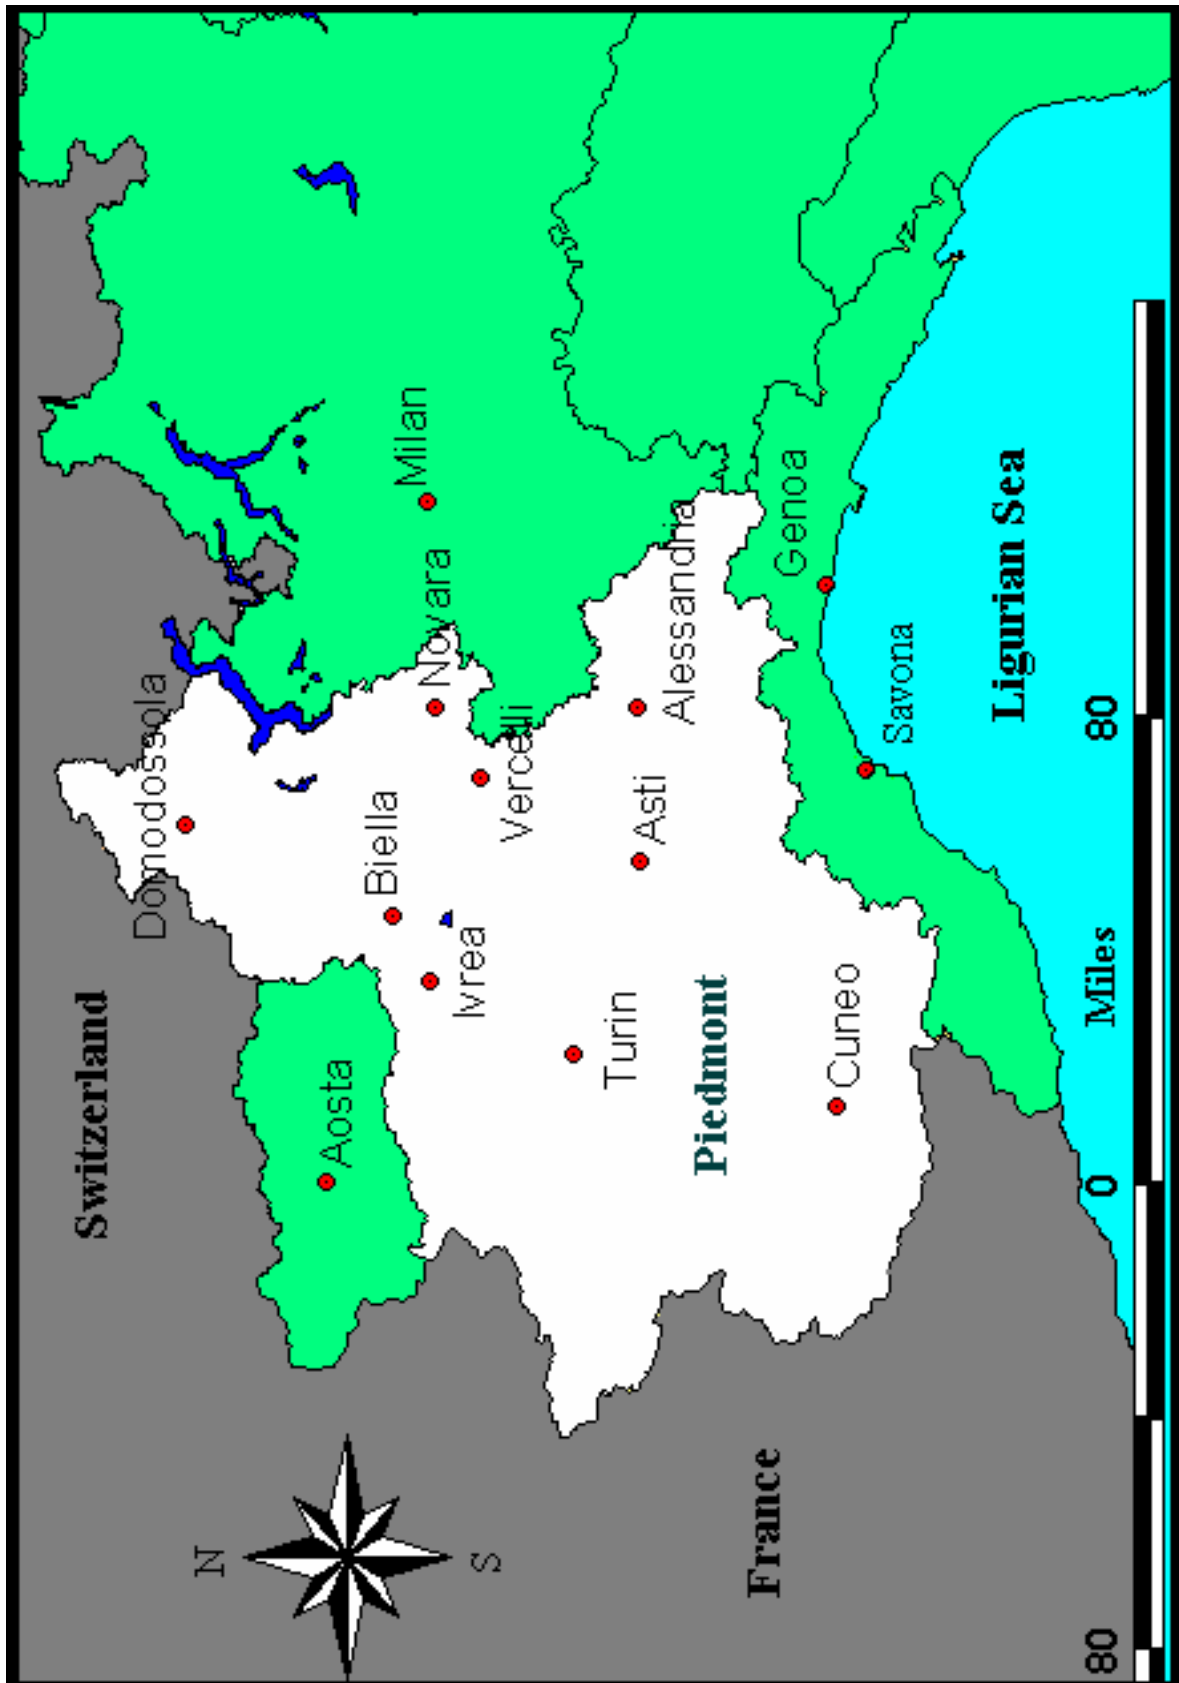 Switzerland
Domodossola
N
Aosta
Biella
Milan
Novara
Ivrea
S
Vercelli
Turin
Asti
Alessandria
Piedmont
France
Genoa
Cuneo
Savona
Ligurian Sea
80 0 Miles 80